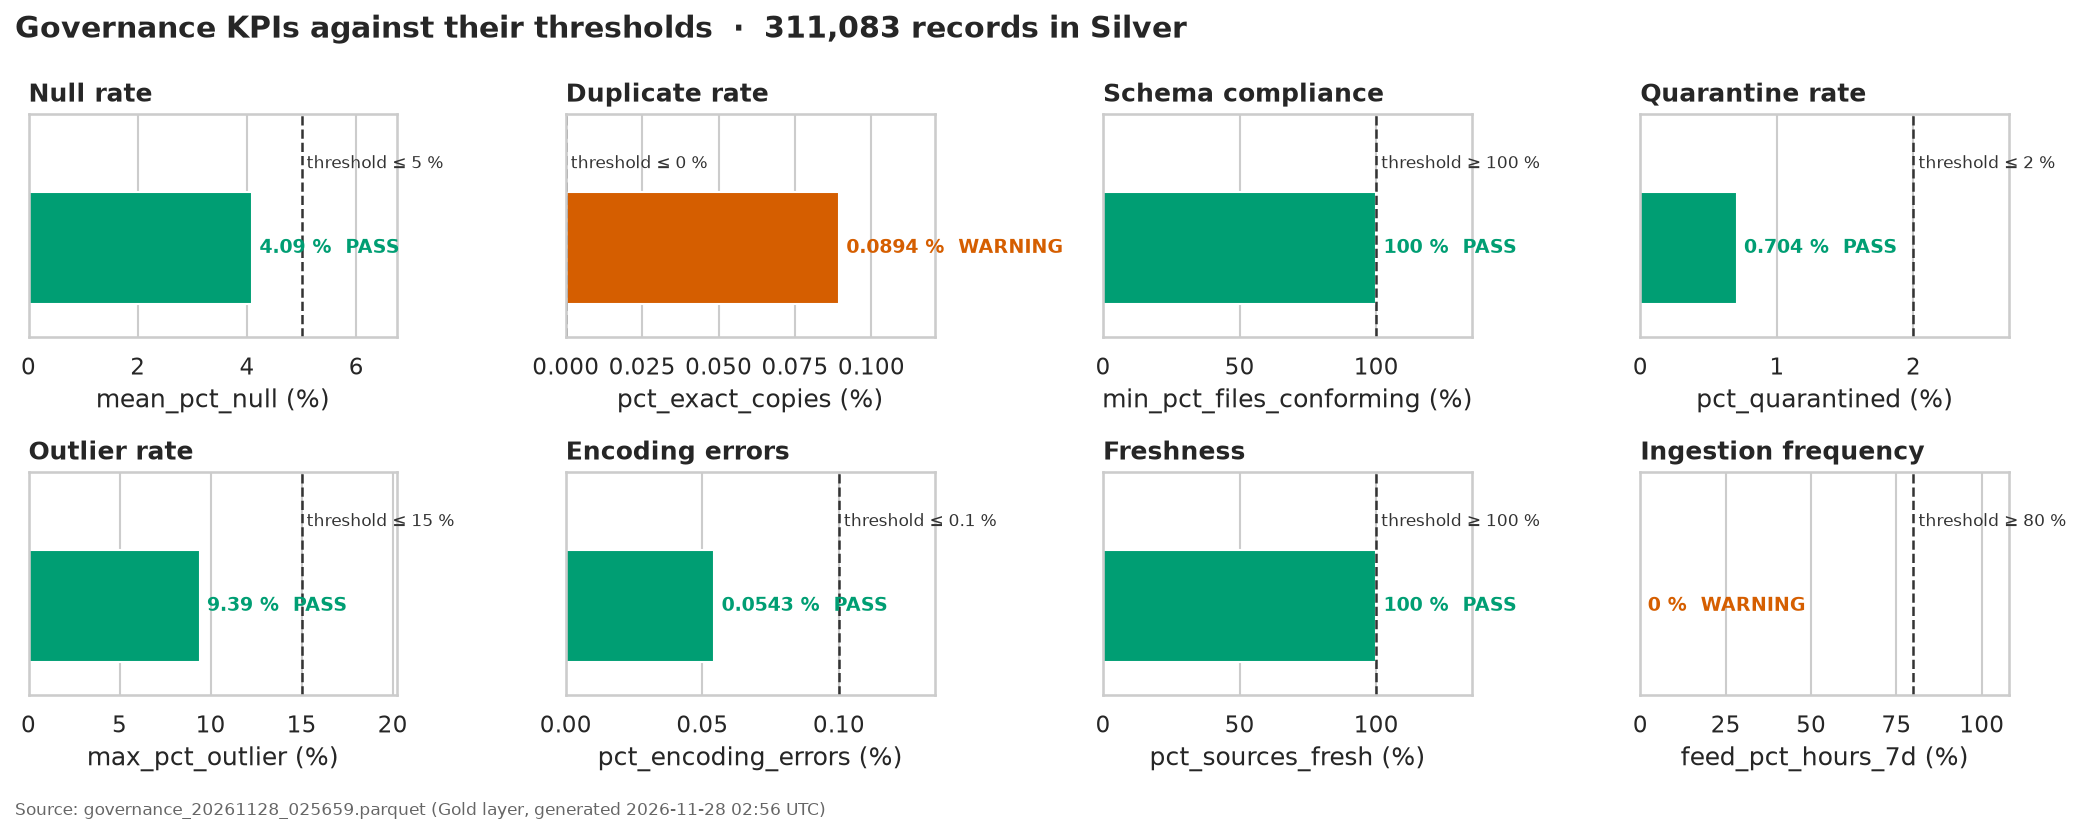 Governance KPIs against their thresholds · 311,083 records in Silver
Null rate
threshold ≤ 5 %
4.09 % PASS
0 2 4 6
mean_pct_null (%)
Duplicate rate
threshold ≤ 0 %
0.0894 % WARNING
0.000 0.025 0.050 0.075 0.100
pct_exact_copies (%)
Schema compliance
threshold ≥ 100 %
100 % PASS
0 50 100
min_pct_files_conforming (%)
Quarantine rate
threshold ≤ 2 %
0.704 % PASS
0 1 2
pct_quarantined (%)
Outlier rate
threshold ≤ 15 %
9.39 % PASS
0 5 10 15 20
max_pct_outlier (%)
Encoding errors
threshold ≤ 0.1 %
0.0543 % PASS
0.00 0.05 0.10
pct_encoding_errors (%)
Freshness
threshold ≥ 100 %
100 % PASS
0 50 100
pct_sources_fresh (%)
Ingestion frequency
threshold ≥ 80 %
0 % WARNING
0 25 50 75 100
feed_pct_hours_7d (%)
Source: governance_20261128_025659.parquet (Gold layer, generated 2026-11-28 02:56 UTC)